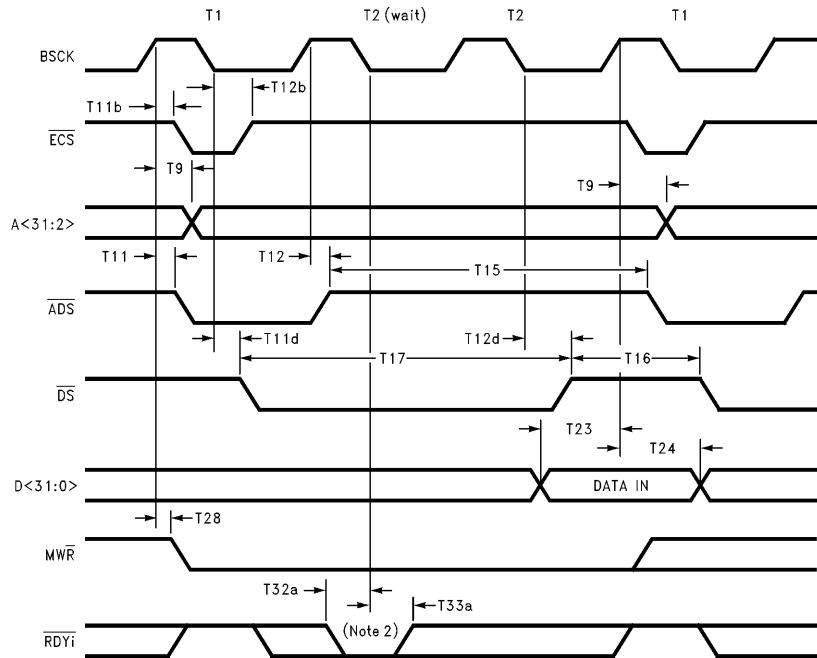 T1 T2 (wait) T2 T1
BSCK
T11b T12b
ECS
T9 T9
A<31:2>
T11 T12 T15
ADS
T11d T12d
T17 T16
DS
T23 T24
D<31:0> DATA IN
T28
MWR
T32a T33a
(Note 2)
RDYi